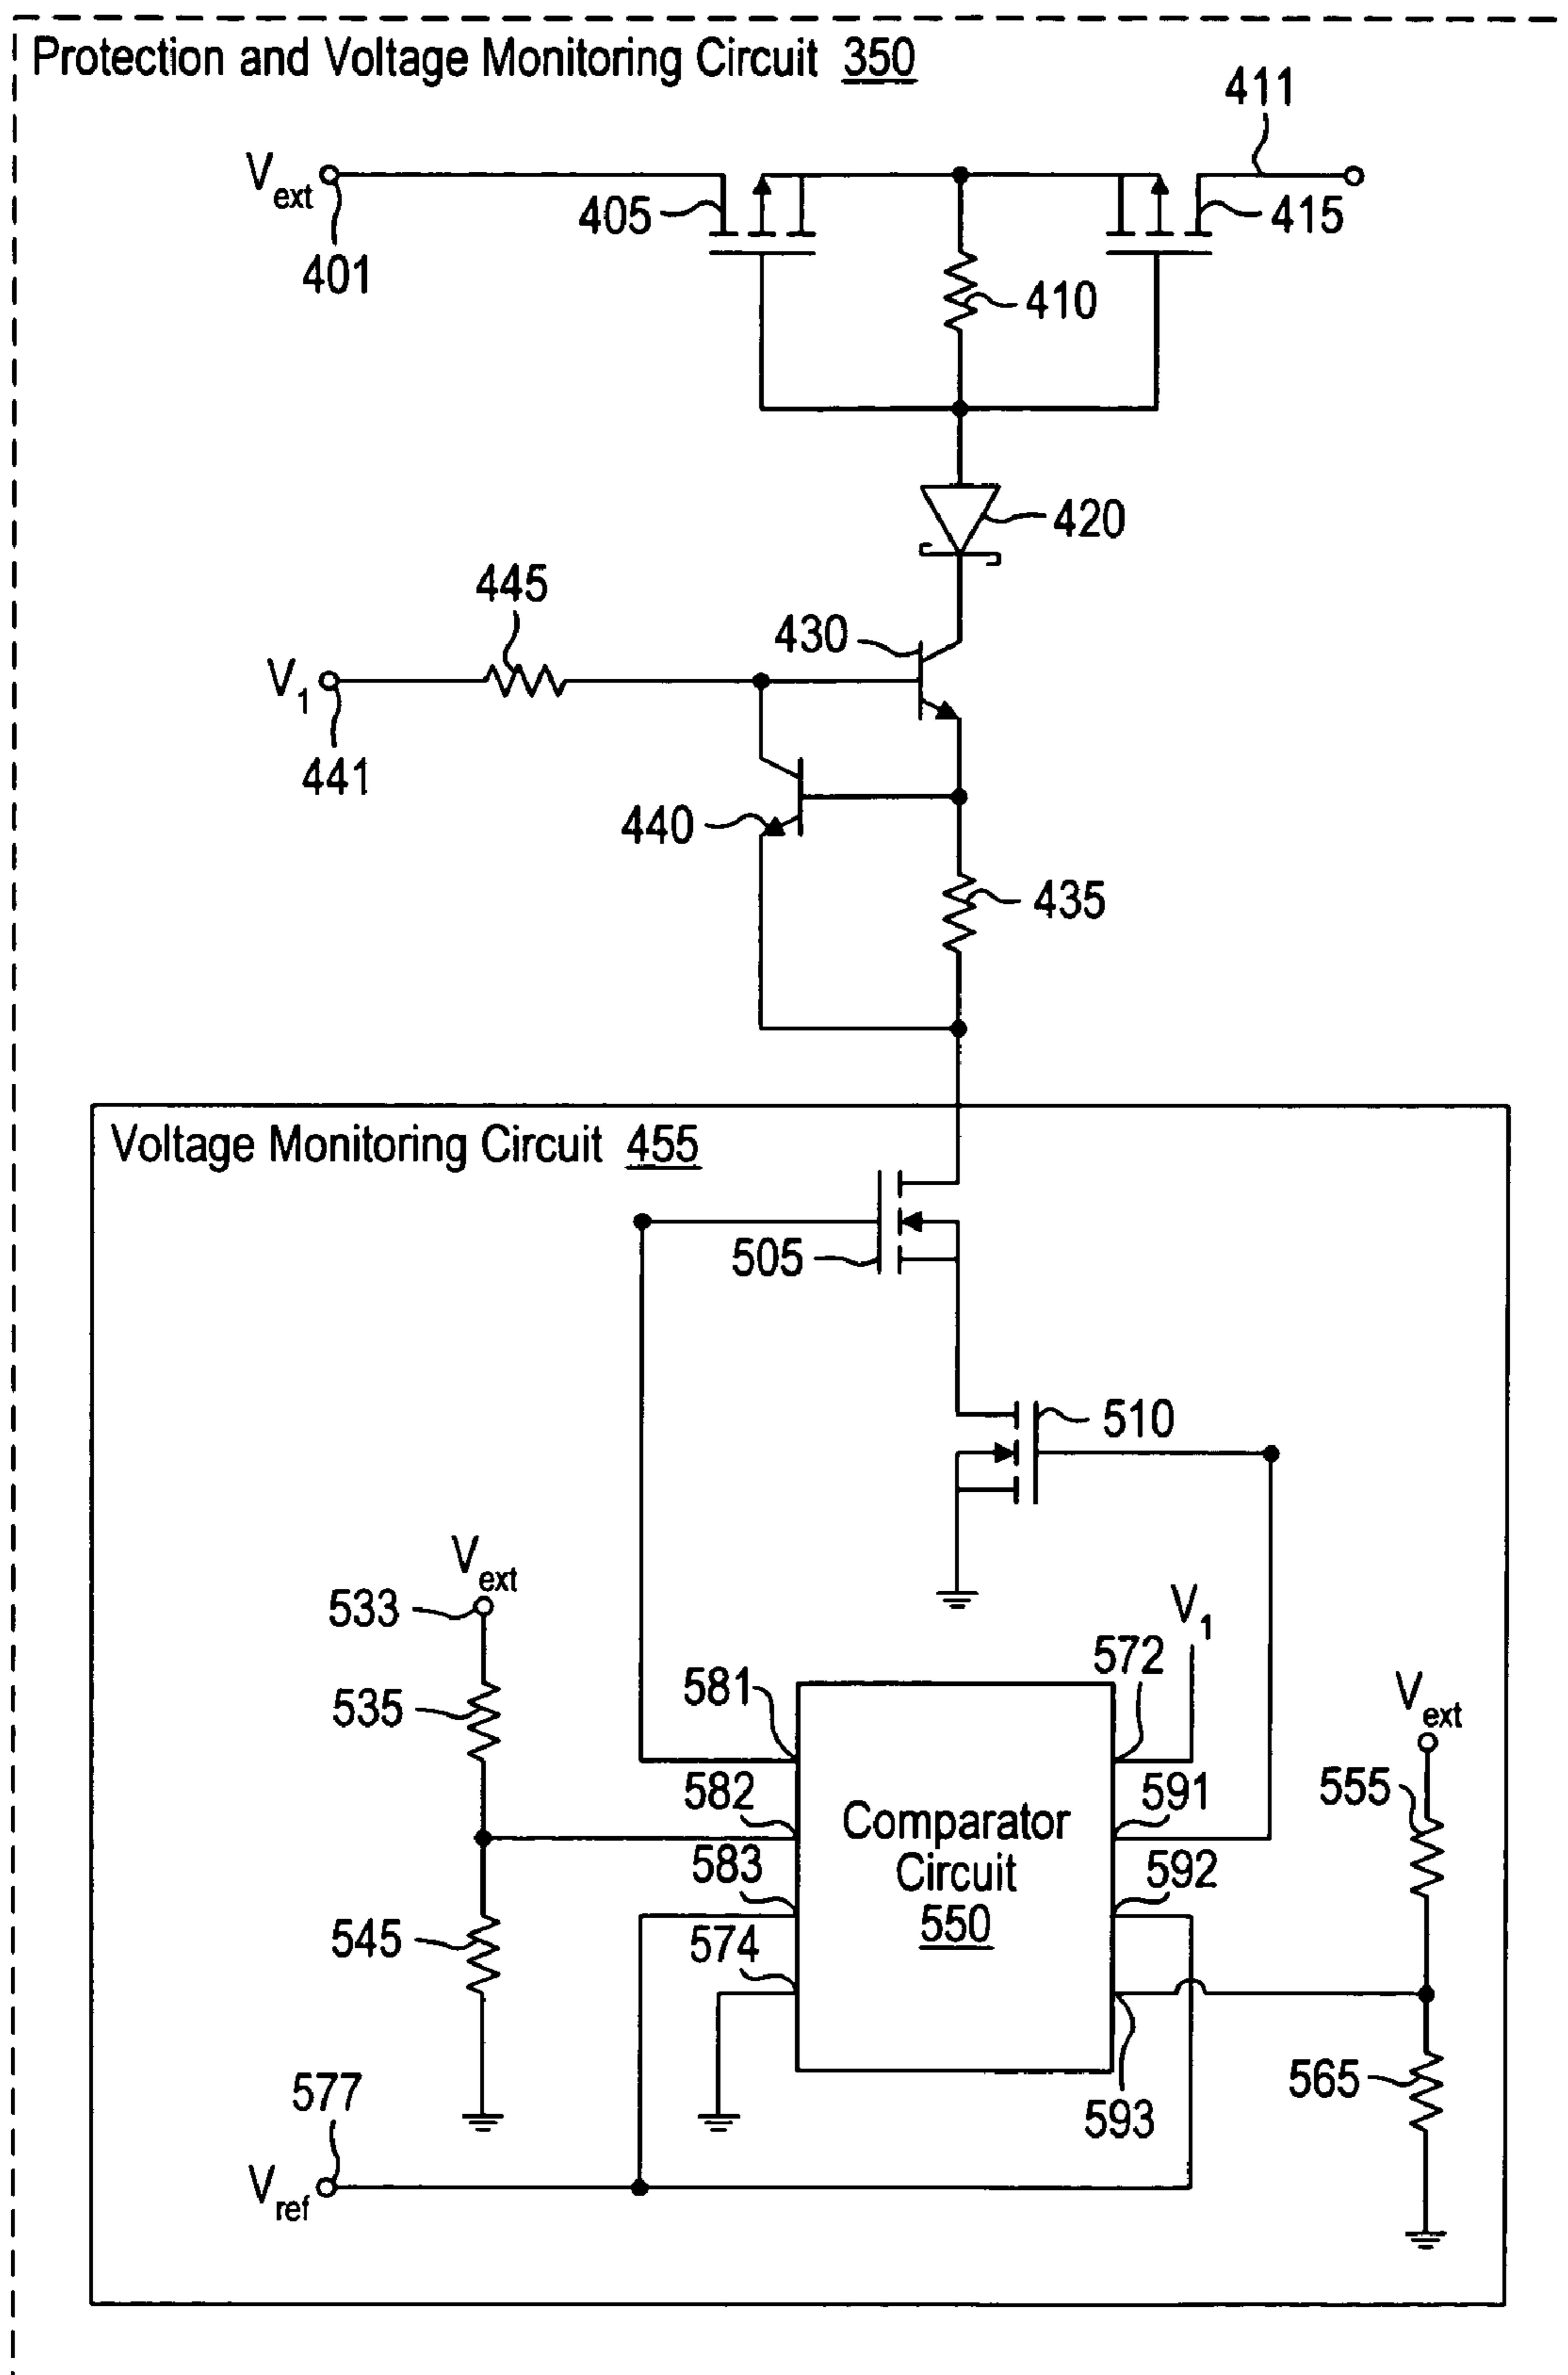 Protection and Voltage Monitoring Circuit 350
411
Vext
405
415
401
410
420
445
430
V1
441
440
435
Voltage Monitoring Circuit 455
505
510
Vext
533
V1
572
581
535
Vext
582
591
555
Comparator
Circuit
550
583
592
545
574
565
577
593
Vref